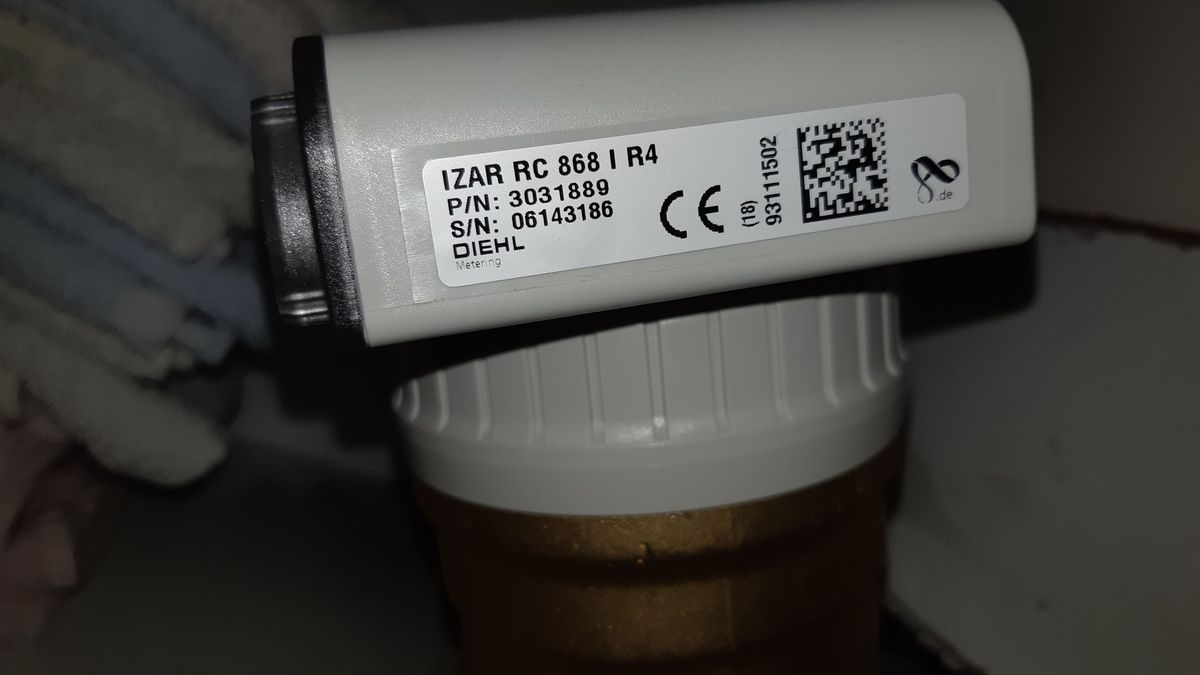 IZAR RC 868 I R4
P/N: 3031889
S/N: 06143186
DIEHL
Metering
CE
(18)
93111502
.de